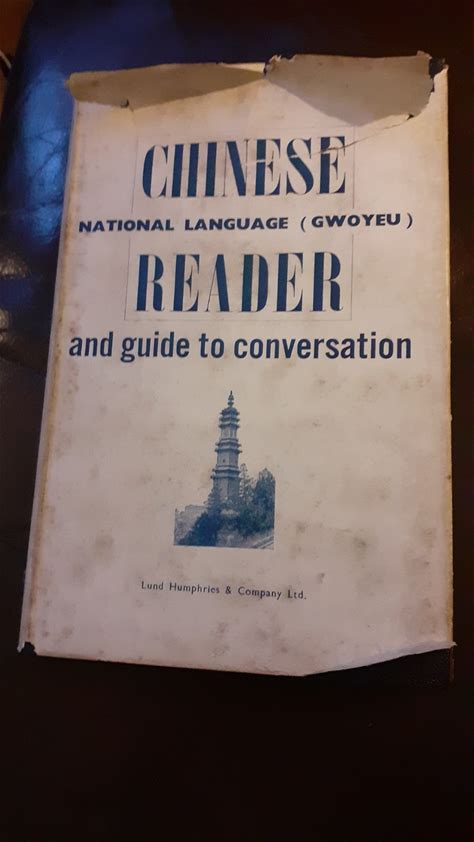 CHINESE
NATIONAL LANGUAGE (GWOYEU)
READER
and guide to conversation
Lund Humphries & Company Ltd.